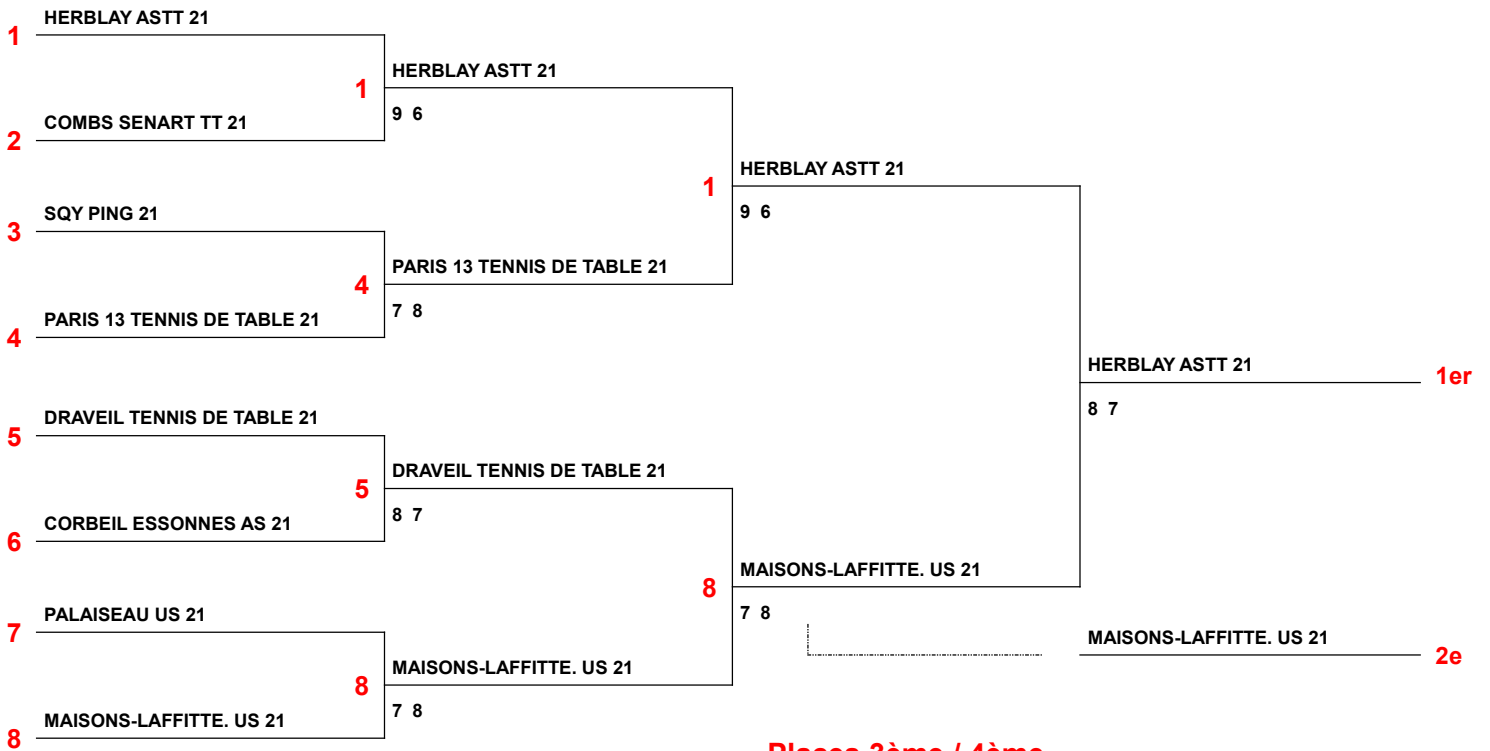 HERBLAY ASTT 21
1
COMBS SENART TT 21
2
SQY PING 21
3
PARIS 13 TENNIS DE TABLE 21
4
DRAVEIL TENNIS DE TABLE 21
5
CORBEIL ESSONNES AS 21
6
PALAISEAU US 21
7
MAISONS-LAFFITTE. US 21
8
HERBLAY ASTT 21
1
9 6
PARIS 13 TENNIS DE TABLE 21
4
7 8
DRAVEIL TENNIS DE TABLE 21
5
8 7
MAISONS-LAFFITTE. US 21
8
7 8
HERBLAY ASTT 21
1
9 6
MAISONS-LAFFITTE. US 21
8
7 8
HERBLAY ASTT 21
1er
8 7
MAISONS-LAFFITTE. US 21
2e
Places 3ème / 4ème